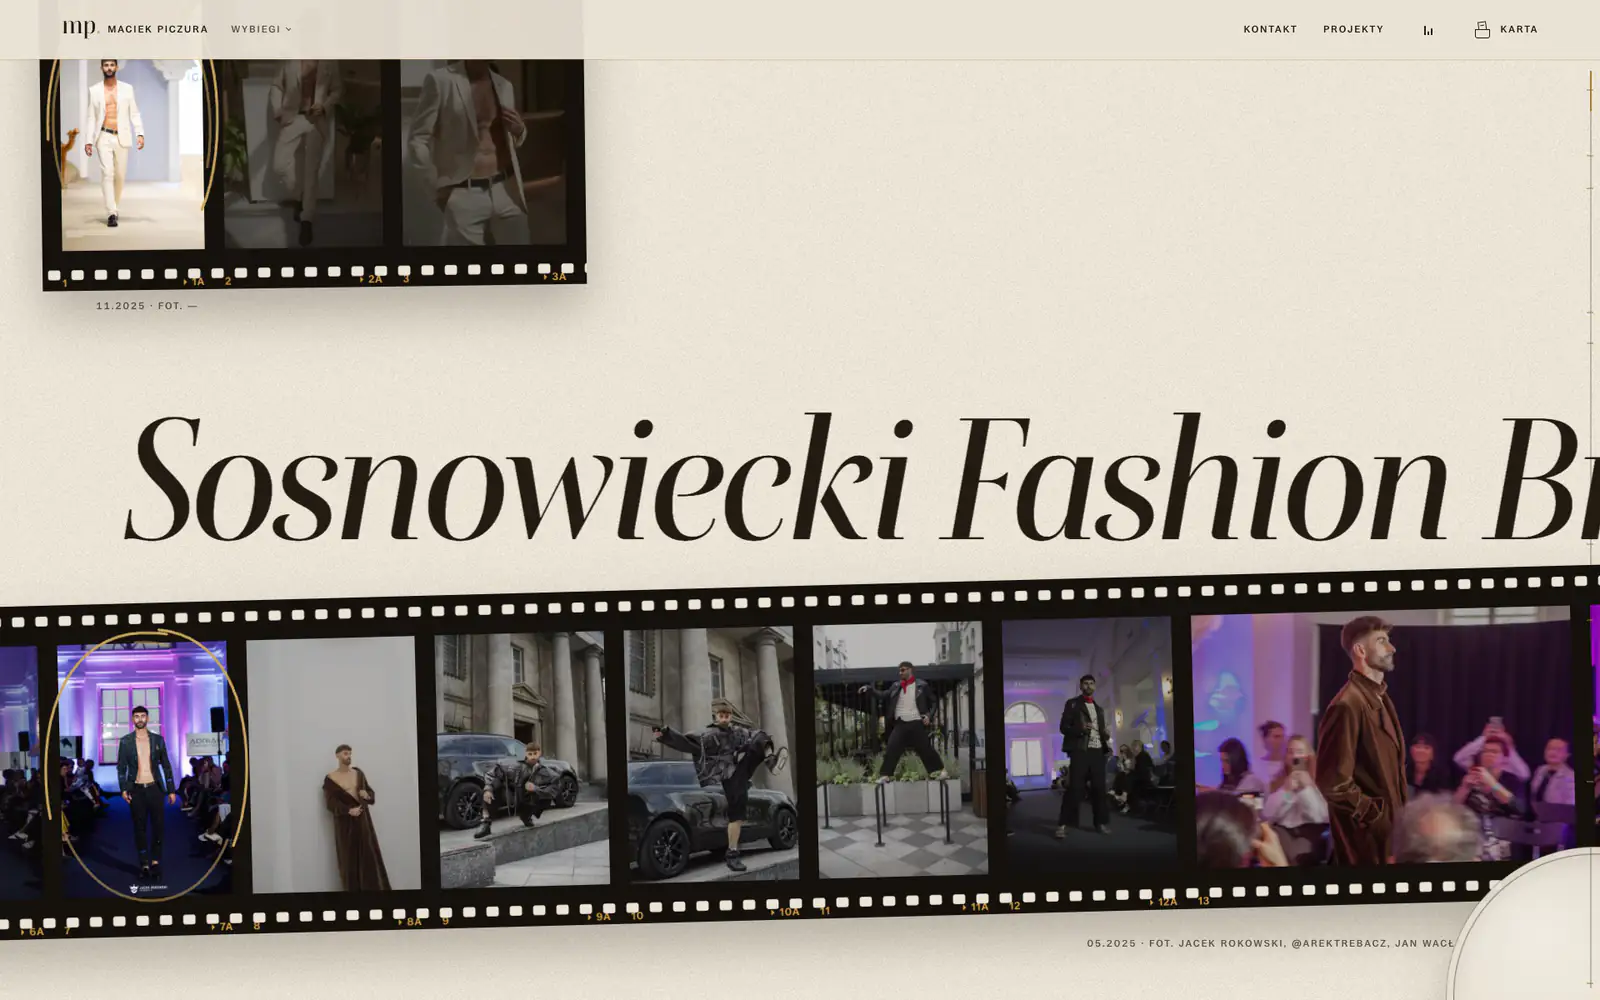 mp. MACIEK PICZURA WYBIEGI KONTAKT PROJEKTY KARTA
1 1A 2 2A 3 3A
11.2025 · FOT. —
Sosnowiecki Fashion
6A 7 7A 8 8A 9 9A 10 10A 11 11A 12 12A 13
05.2025 · FOT. JACEK ROKOWSKI, @AREKTREBACZ, JAN